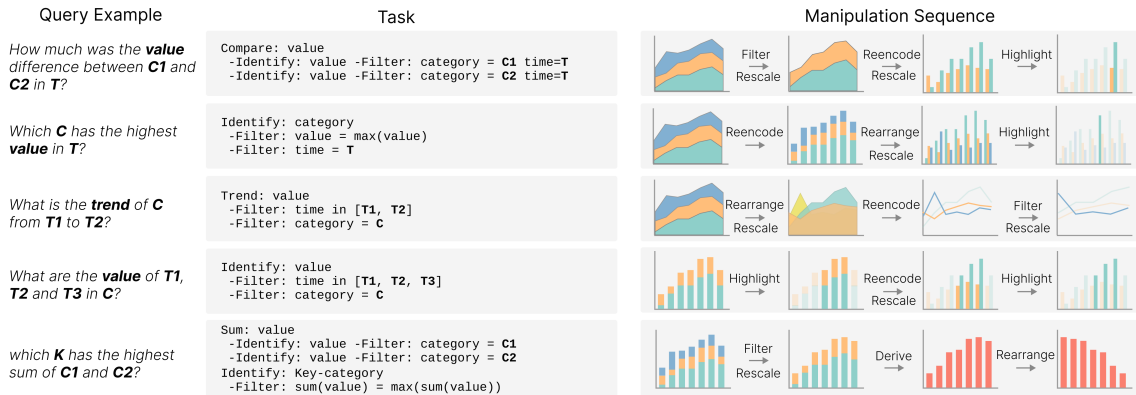 Query Example
Task
Manipulation Sequence
How much was the value
difference between C1 and
C2 in T?
Compare: value
-Identify: value -Filter: category = C1 time=T
-Identify: value -Filter: category = C2 time=T
Filter
Rescale
Reencode
Rescale
Highlight
Which C has the highest
value in T?
Identify: category
-Filter: value = max(value)
-Filter: time = T
Reencode
Rearrange
Rescale
Highlight
What is the trend of C
from T1 to T2?
Trend: value
-Filter: time in [T1, T2]
-Filter: category = C
Rearrange
Rescale
Reencode
Filter
Rescale
What are the value of T1,
T2 and T3 in C?
Identify: value
-Filter: time in [T1, T2, T3]
-Filter: category = C
Highlight
Reencode
Rescale
Highlight
which K has the highest
sum of C1 and C2?
Sum: value
-Identify: value -Filter: category = C1
-Identify: value -Filter: category = C2
Identify: Key-category
-Filter: sum(value) = max(sum(value))
Filter
Rescale
Derive
Rearrange